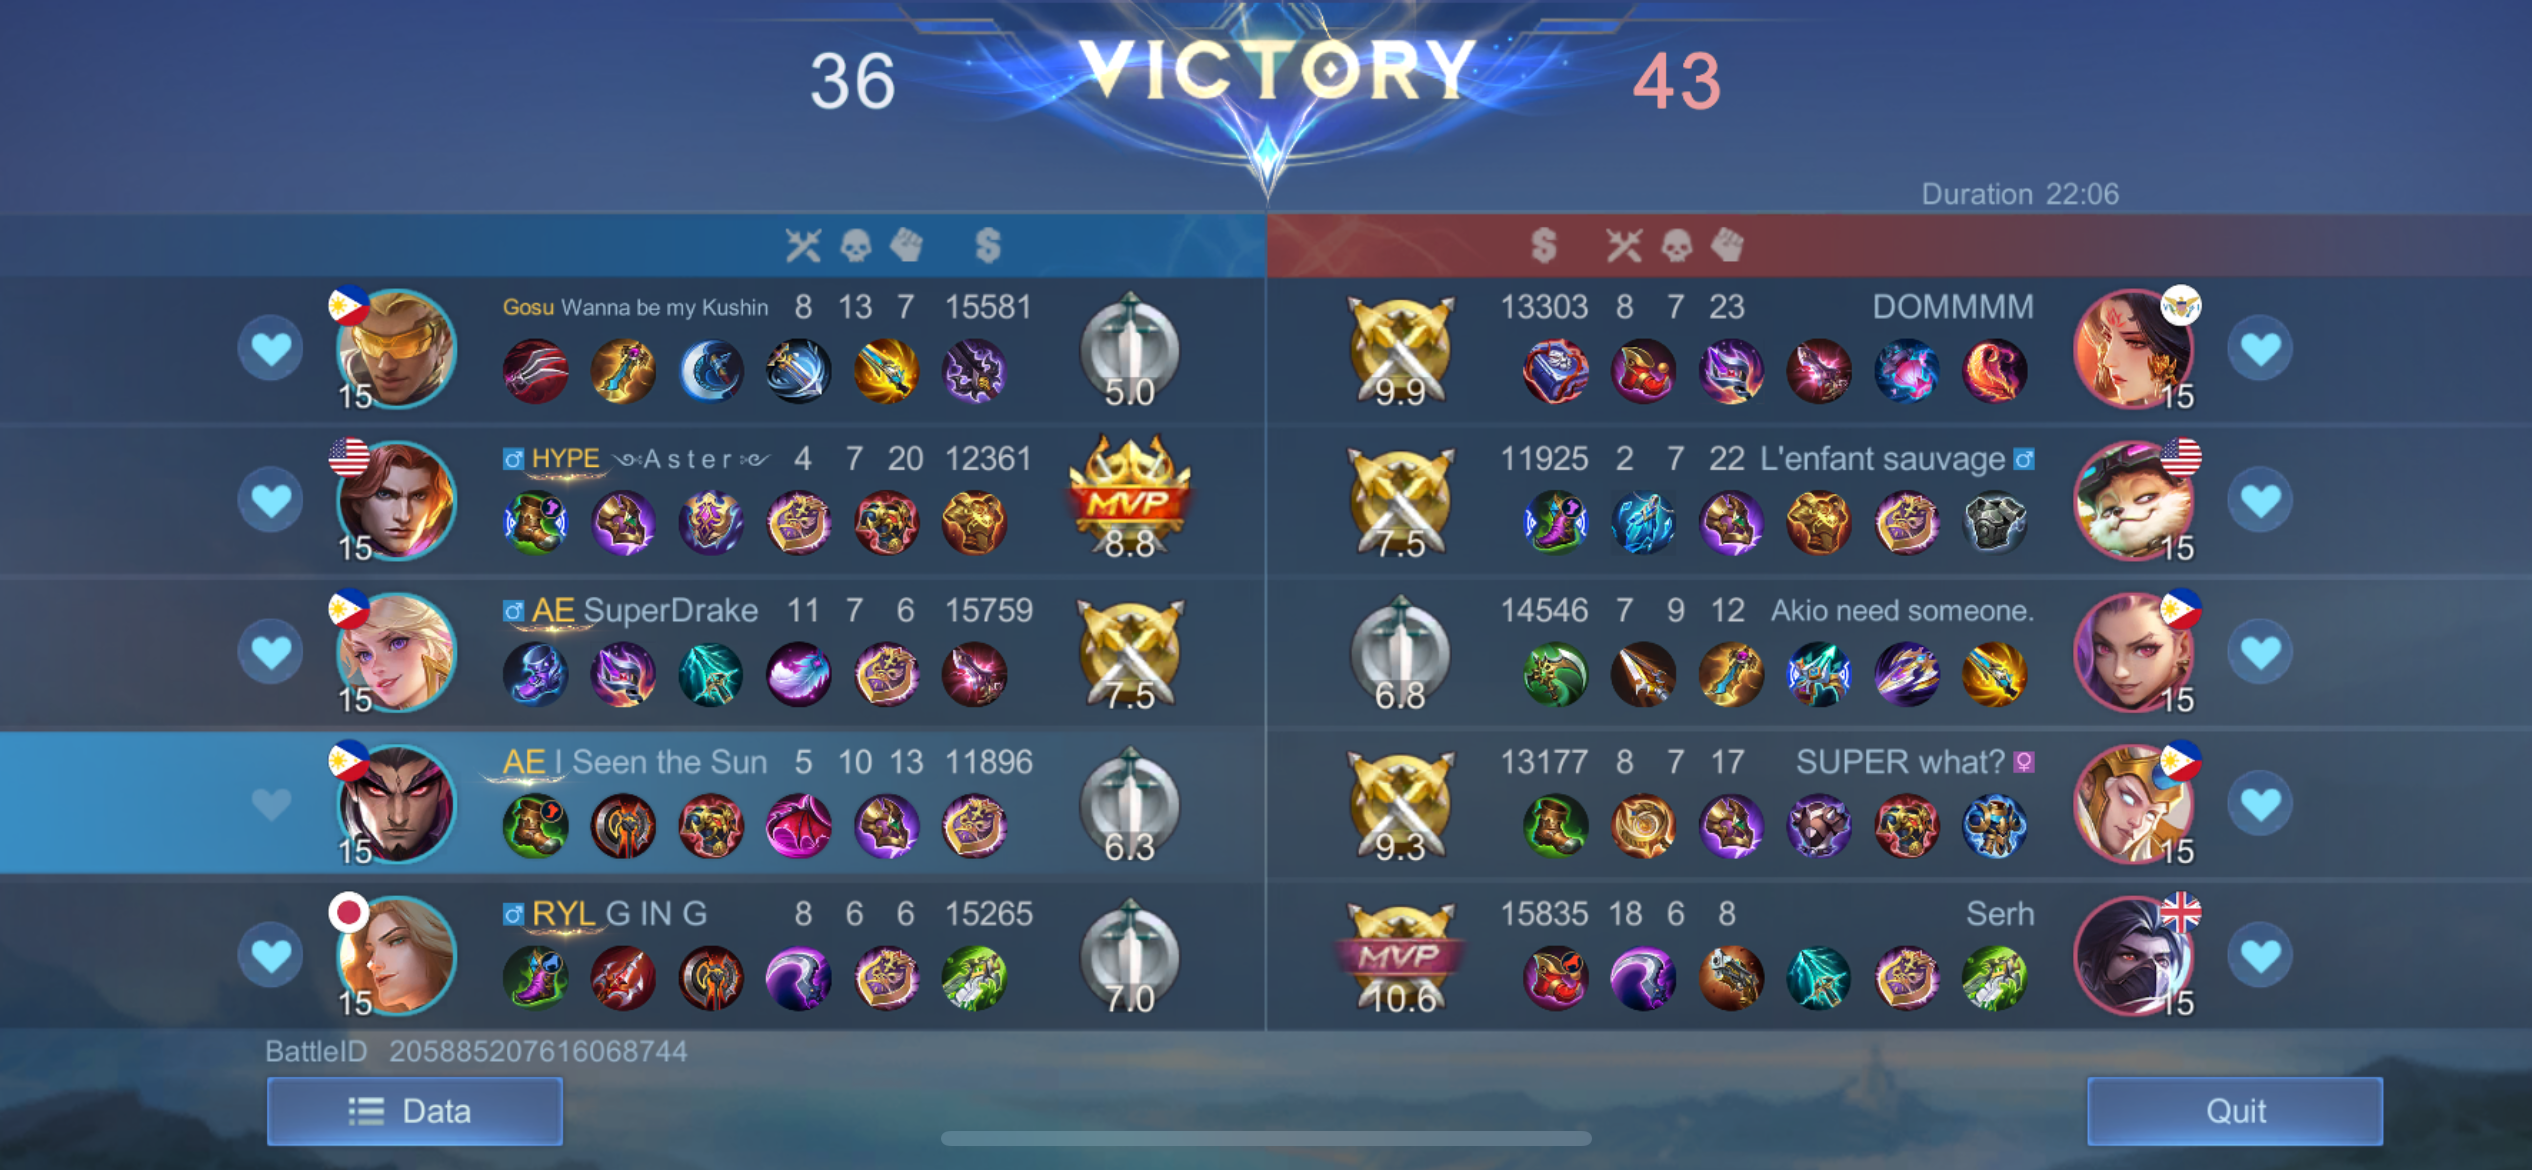 36 VICTORY 43
Duration 22:06
Gosu Wanna be my Kushin 8 13 7 15581 5.0
15
9.9 13303 8 7 23 DOMMMM
15
HYPE Aster 4 7 20 12361 MVP 8.8
15
7.5 11925 2 7 22 L'enfant sauvage
15
AE SuperDrake 11 7 6 15759 7.5
15
6.8 14546 7 9 12 Akio need someone.
15
AE I Seen the Sun 5 10 13 11896 6.3
15
9.3 13177 8 7 17 SUPER what?
15
RYL G IN G 8 6 6 15265 7.0
15
MVP 10.6 15835 18 6 8 Serh
15
BattleID 205885207616068744
Data
Quit